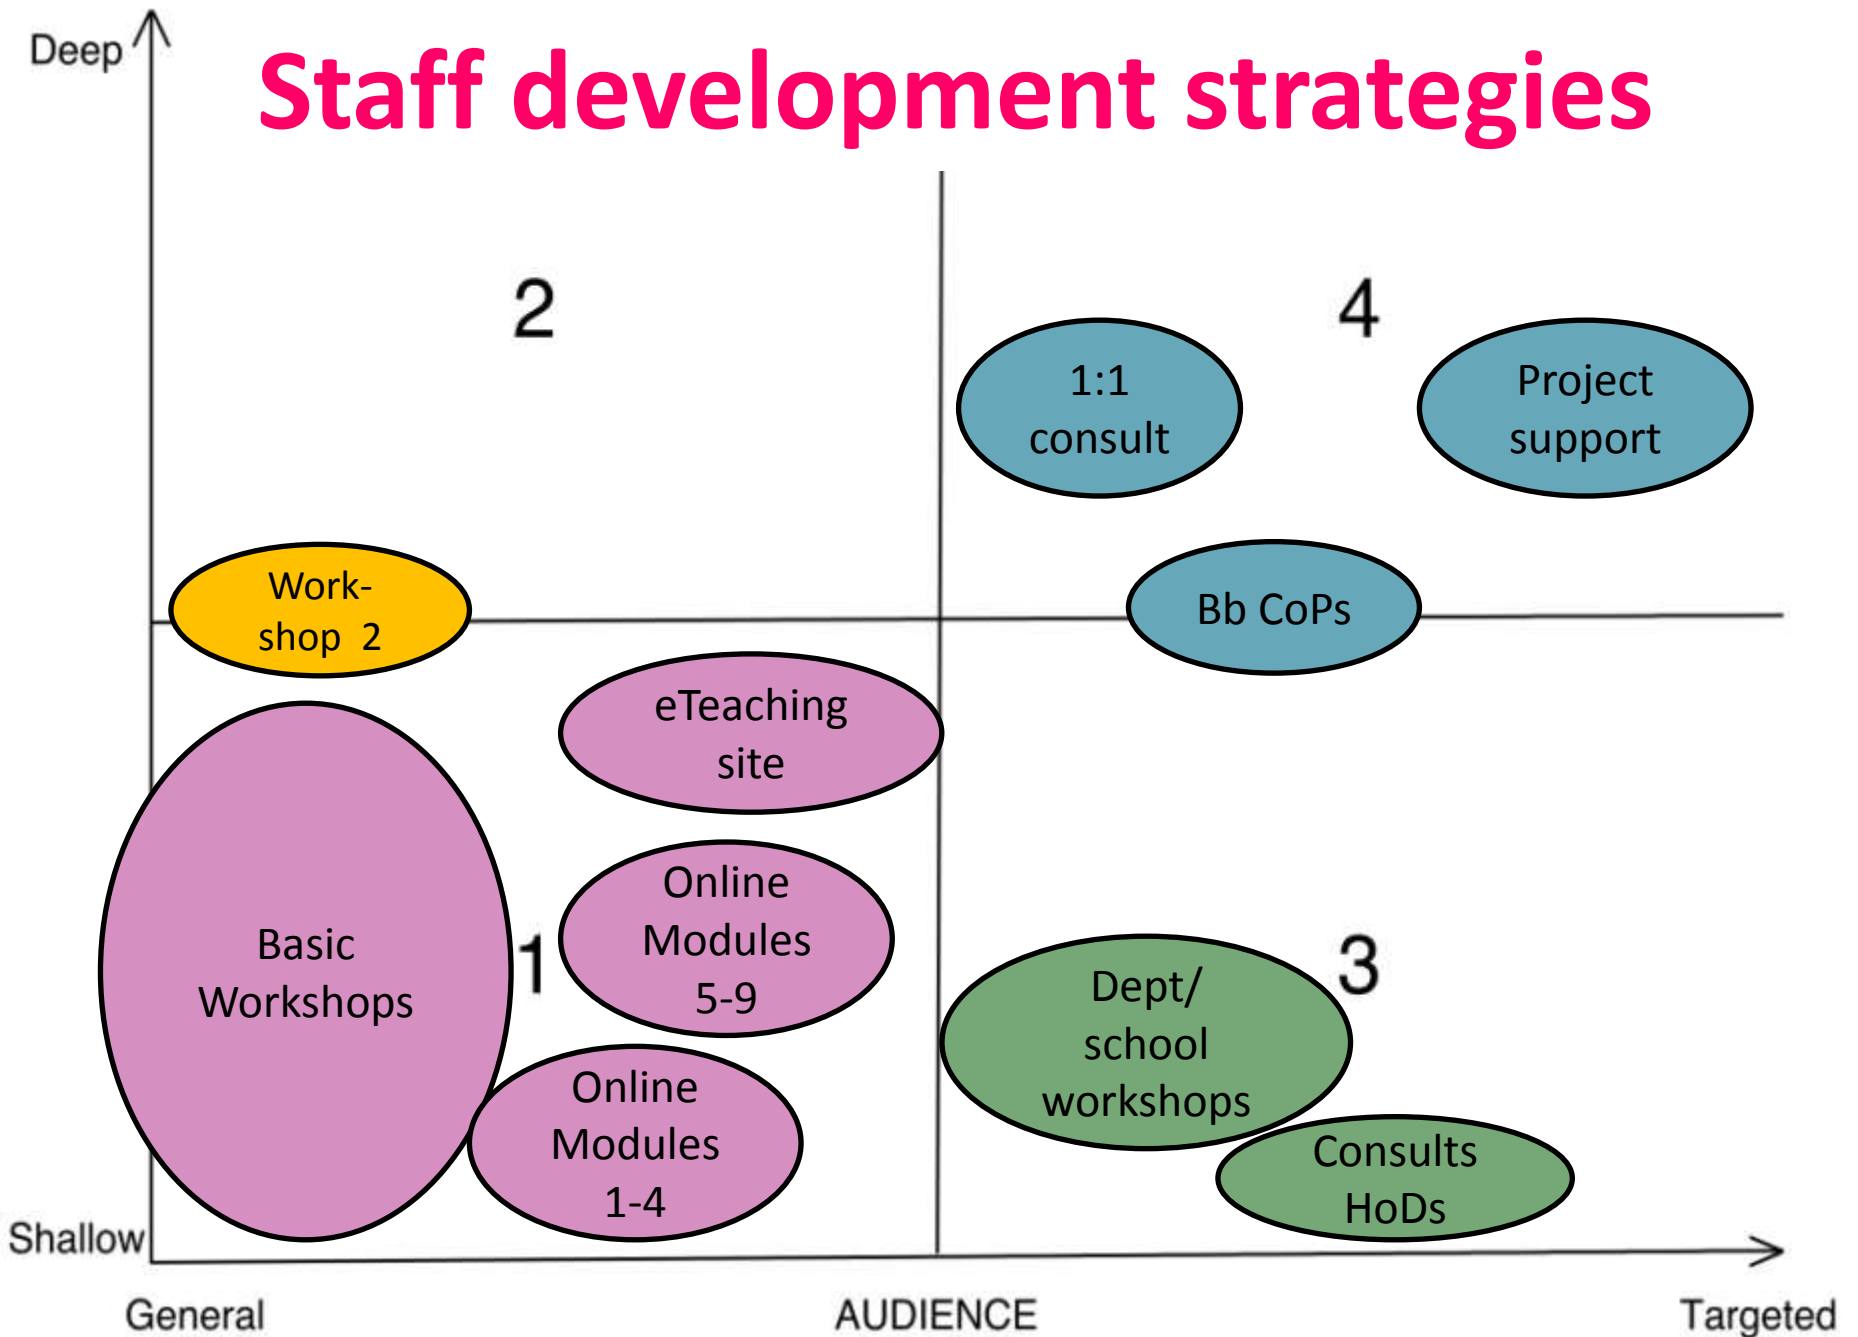 Deep
Staff development strategies
2
4
1:1
consult
Project
support
Work-
shop 2
Bb CoPs
eTeaching
site
Basic
Workshops
1
Online
Modules
5-9
Dept/
school
workshops
3
Online
Modules
1-4
Consults
HoDs
Shallow
General
AUDIENCE
Targeted